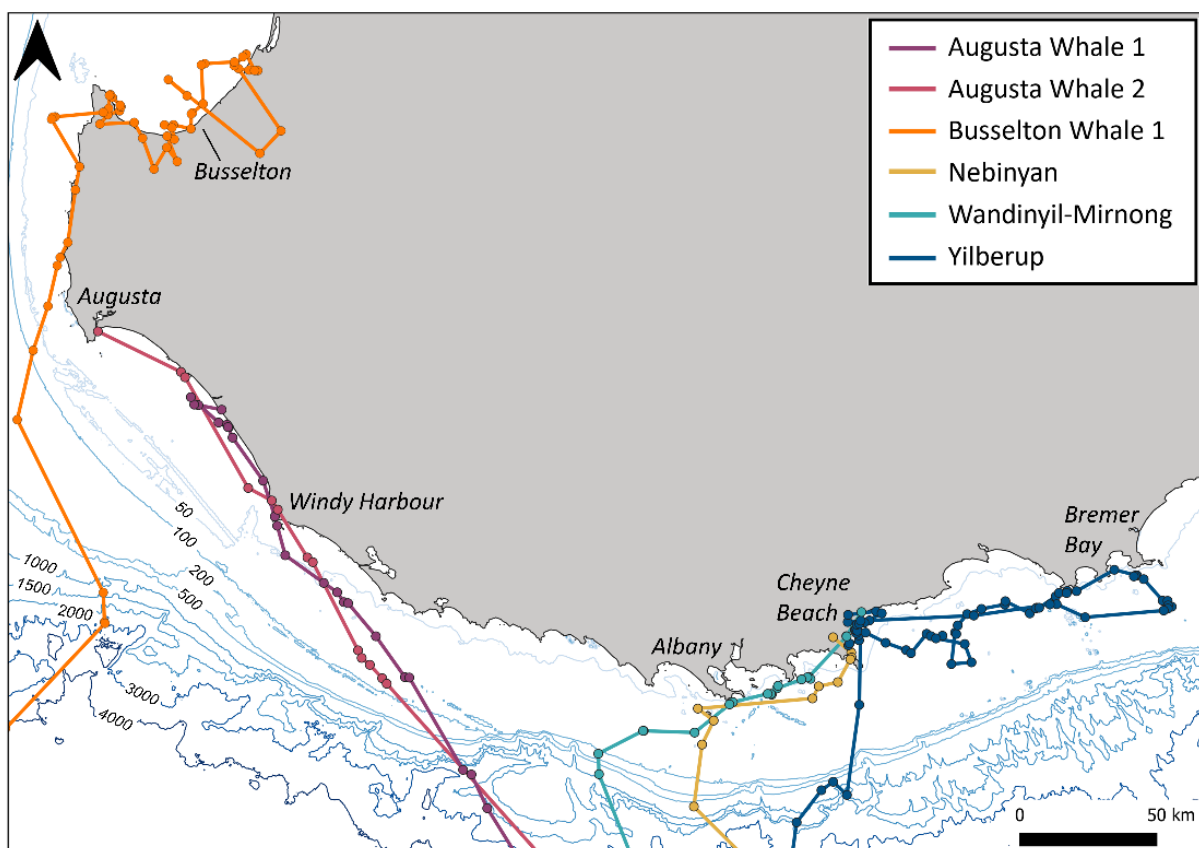 Augusta Whale 1
Augusta Whale 2
Busselton Whale 1
Nebinyan
Wandinyil-Mirnong
Yilberup
Busselton
Augusta
Windy Harbour
Bremer
Bay
Cheyne
Beach
Albany
50
100
200
500
1000
1500
2000
3000
4000
0 50 km